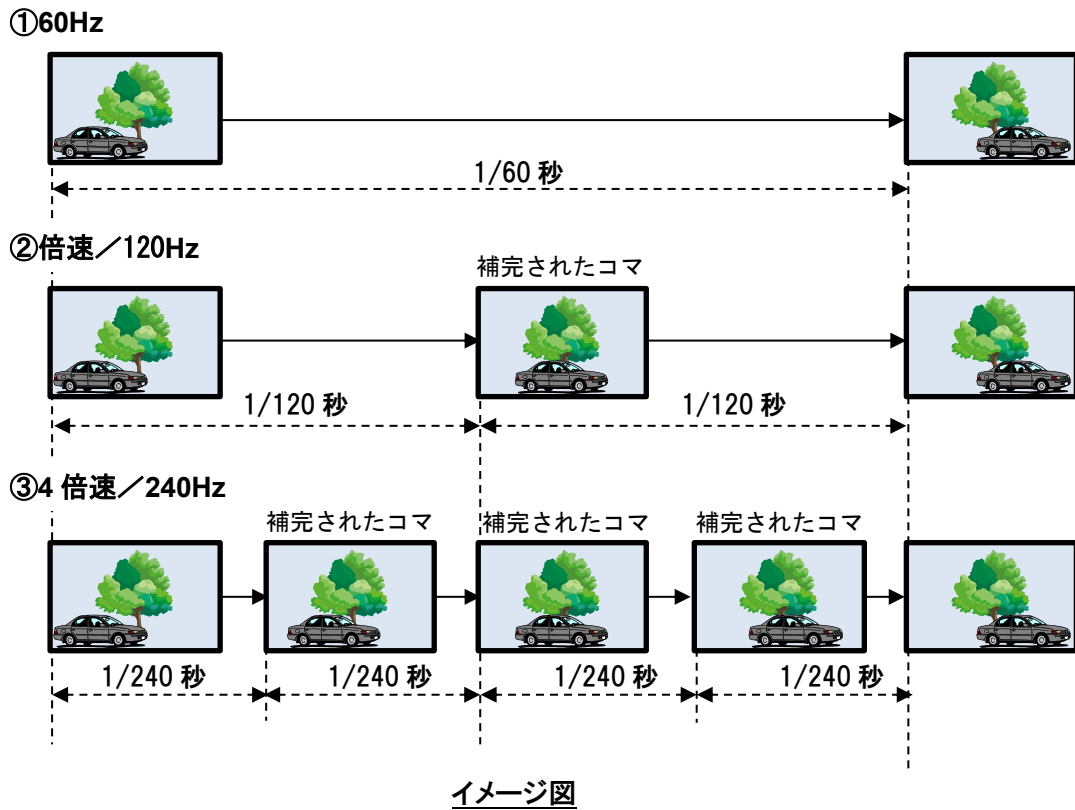 ①60Hz
1/60 秒
②倍速／120Hz
補完されたコマ
1/120 秒 1/120 秒
③4 倍速／240Hz
補完されたコマ 補完されたコマ 補完されたコマ
1/240 秒 1/240 秒 1/240 秒 1/240 秒
イメージ図